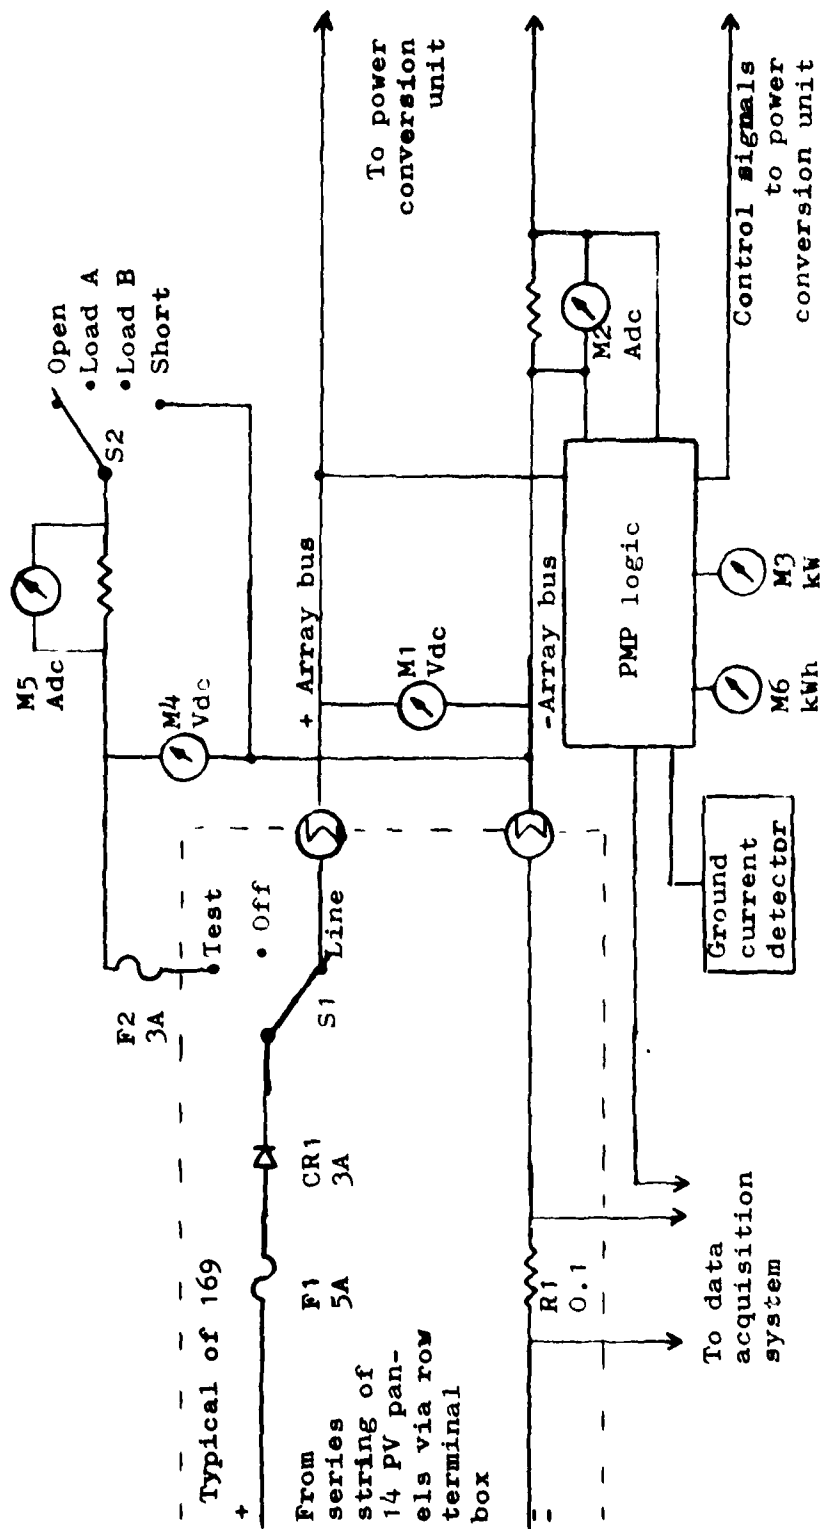 Typical of 169
+
From
series
string of
14 PV pan-
els via row
terminal
box
--
F1
5A
CR1
3A
S1
F2
3A
Test
Off
Line
R1
0.1
To data
acquisition
system
Ground
current
detector
M4
Vdc
M5
Adc
S2
Open
Load A
Load B
Short
+ Array bus
M1
Vdc
-Array bus
PMP logic
M6
kWh
M3
kW
M2
Adc
To power
conversion
unit
Control signals
to power
conversion unit